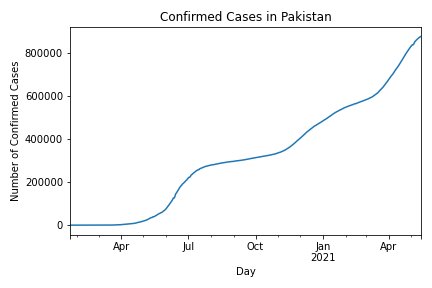 Confirmed Cases in Pakistan
Number of Confirmed Cases
800000
600000
400000
200000
0
Apr
Jul
Oct
Jan
2021
Apr
Day